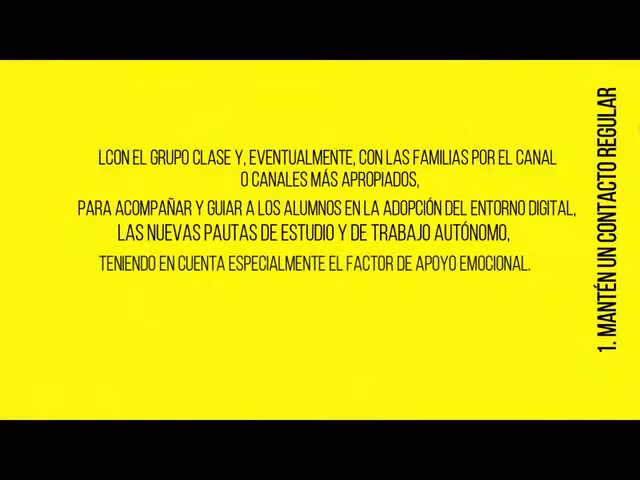 1. MANTÉN UN CONTACTO REGULAR
LCON EL GRUPO CLASE Y, EVENTUALMENTE, CON LAS FAMILIAS POR EL CANAL
O CANALES MÁS APROPIADOS,
PARA ACOMPAÑAR Y GUIAR A LOS ALUMNOS EN LA ADOPCIÓN DEL ENTORNO DIGITAL,
LAS NUEVAS PAUTAS DE ESTUDIO Y DE TRABAJO AUTÓNOMO,
TENIENDO EN CUENTA ESPECIALMENTE EL FACTOR DE APOYO EMOCIONAL.